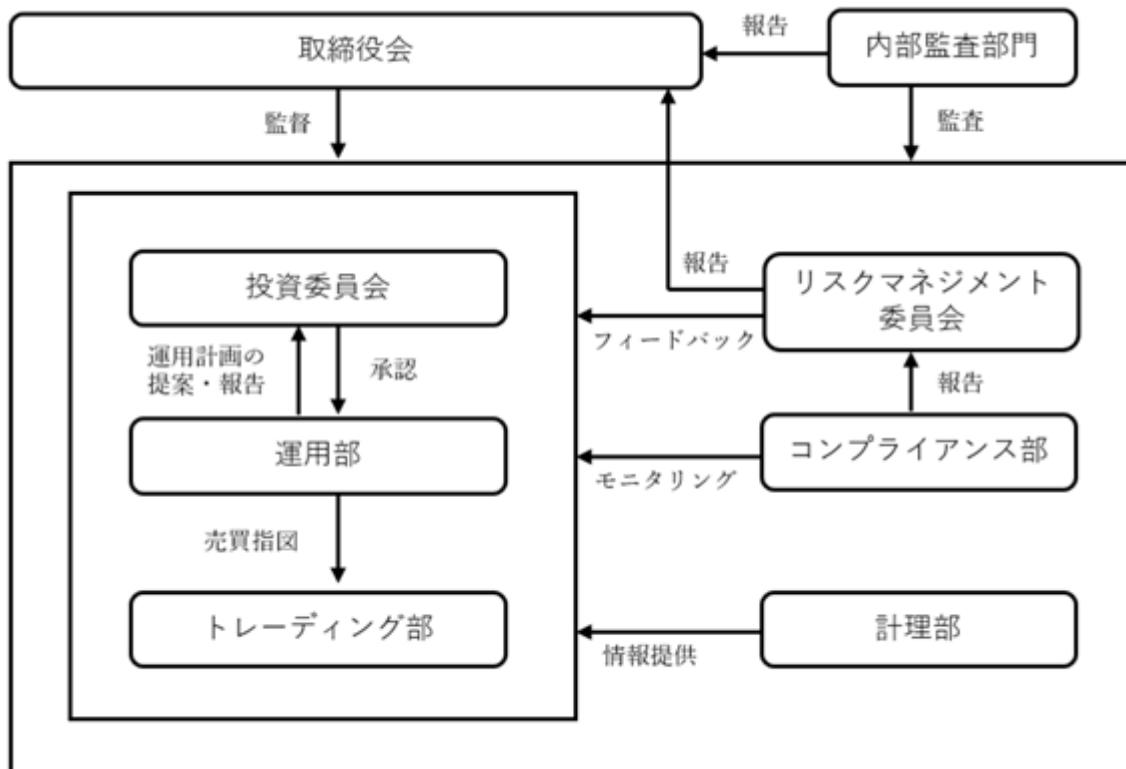 取締役会
報告
内部監査部門
監督
監査
投資委員会
報告
リスクマネジメント
委員会
フィードバック
運用計画の
提案・報告
承認
報告
運用部
コンプライアンス部
モニタリング
売買指図
トレーディング部
計理部
情報提供